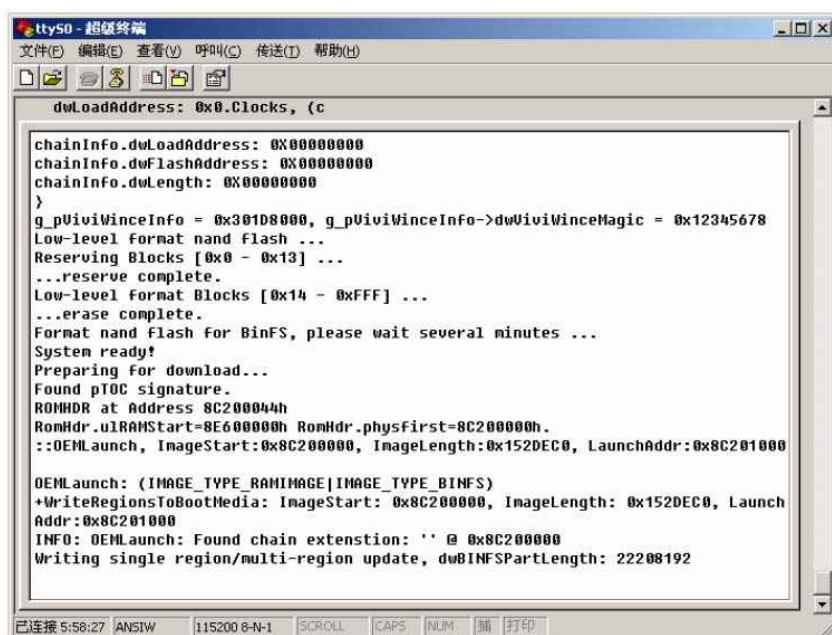 ttyS0 - 超级终端
文件(F) 编辑(E) 查看(V) 呼叫(C) 传送(T) 帮助(H)
dwLoadAddress: 0x0.Clocks, (c
chainInfo.dwLoadAddress: 0X00000000
chainInfo.dwFlashAddress: 0X00000000
chainInfo.dwLength: 0X00000000
}
g_pViviWinceInfo = 0x301D8000, g_pViviWinceInfo->dwViviWinceMagic = 0x12345678
Low-level format nand flash ...
Reserving Blocks [0x0 - 0x13] ...
...reserve complete.
Low-level format Blocks [0x14 - 0xFFF] ...
...erase complete.
Format nand flash for BinFS, please wait several minutes ...
System ready!
Preparing for download...
Found pTOC signature.
ROMHDR at Address 8C200044h
RomHdr.ulRAMStart=8E600000h RomHdr.physfirst=8C200000h.
::OEMLaunch, ImageStart:0x8C200000, ImageLength:0x152DEC0, LaunchAddr:0x8C201000
OEMLaunch: (IMAGE_TYPE_RAMIMAGE|IMAGE_TYPE_BINFS)
+WriteRegionsToBootMedia: ImageStart: 0x8C200000, ImageLength: 0x152DEC0, Launch
Addr:0x8C201000
INFO: OEMLaunch: Found chain extenstion: '' @ 0x8C200000
Writing single region/multi-region update, dwBINFSPartLength: 22208192
已连接 5:58:27 ANSIW 115200 8-N-1 SCROLL CAPS NUM 捕 打印